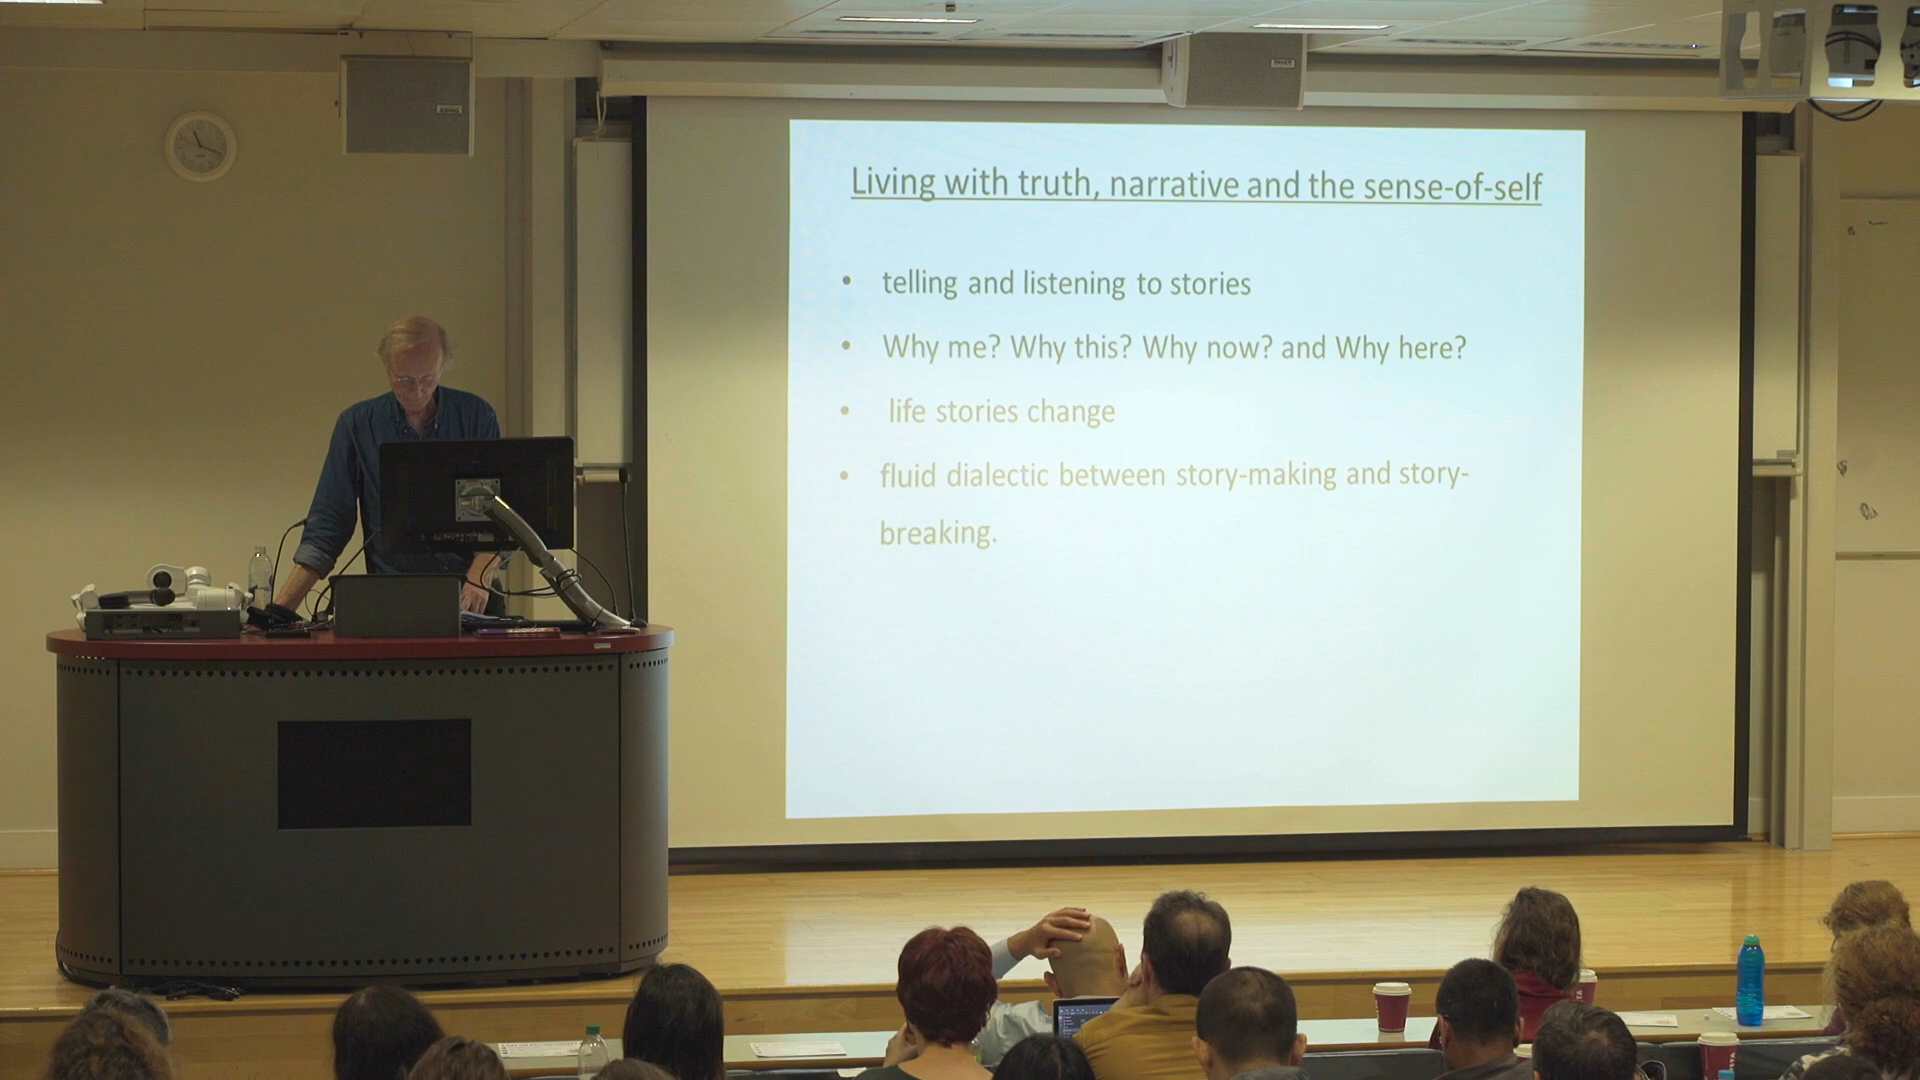 Living with truth, narrative and the sense-of-self
• telling and listening to stories
• Why me? Why this? Why now? and Why here?
• life stories change
• fluid dialectic between story-making and story-
breaking.